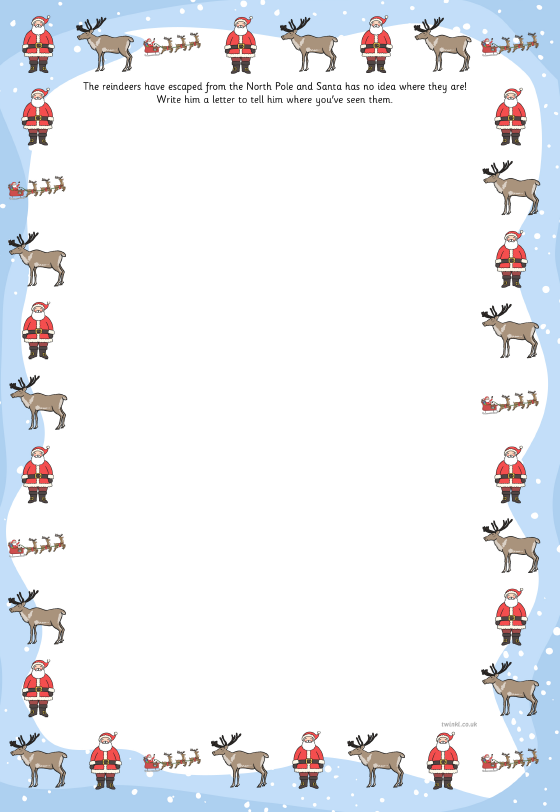 The reindeers have escaped from the North Pole and Santa has no idea where they are!
Write him a letter to tell him where you've seen them.
twinkl.co.uk